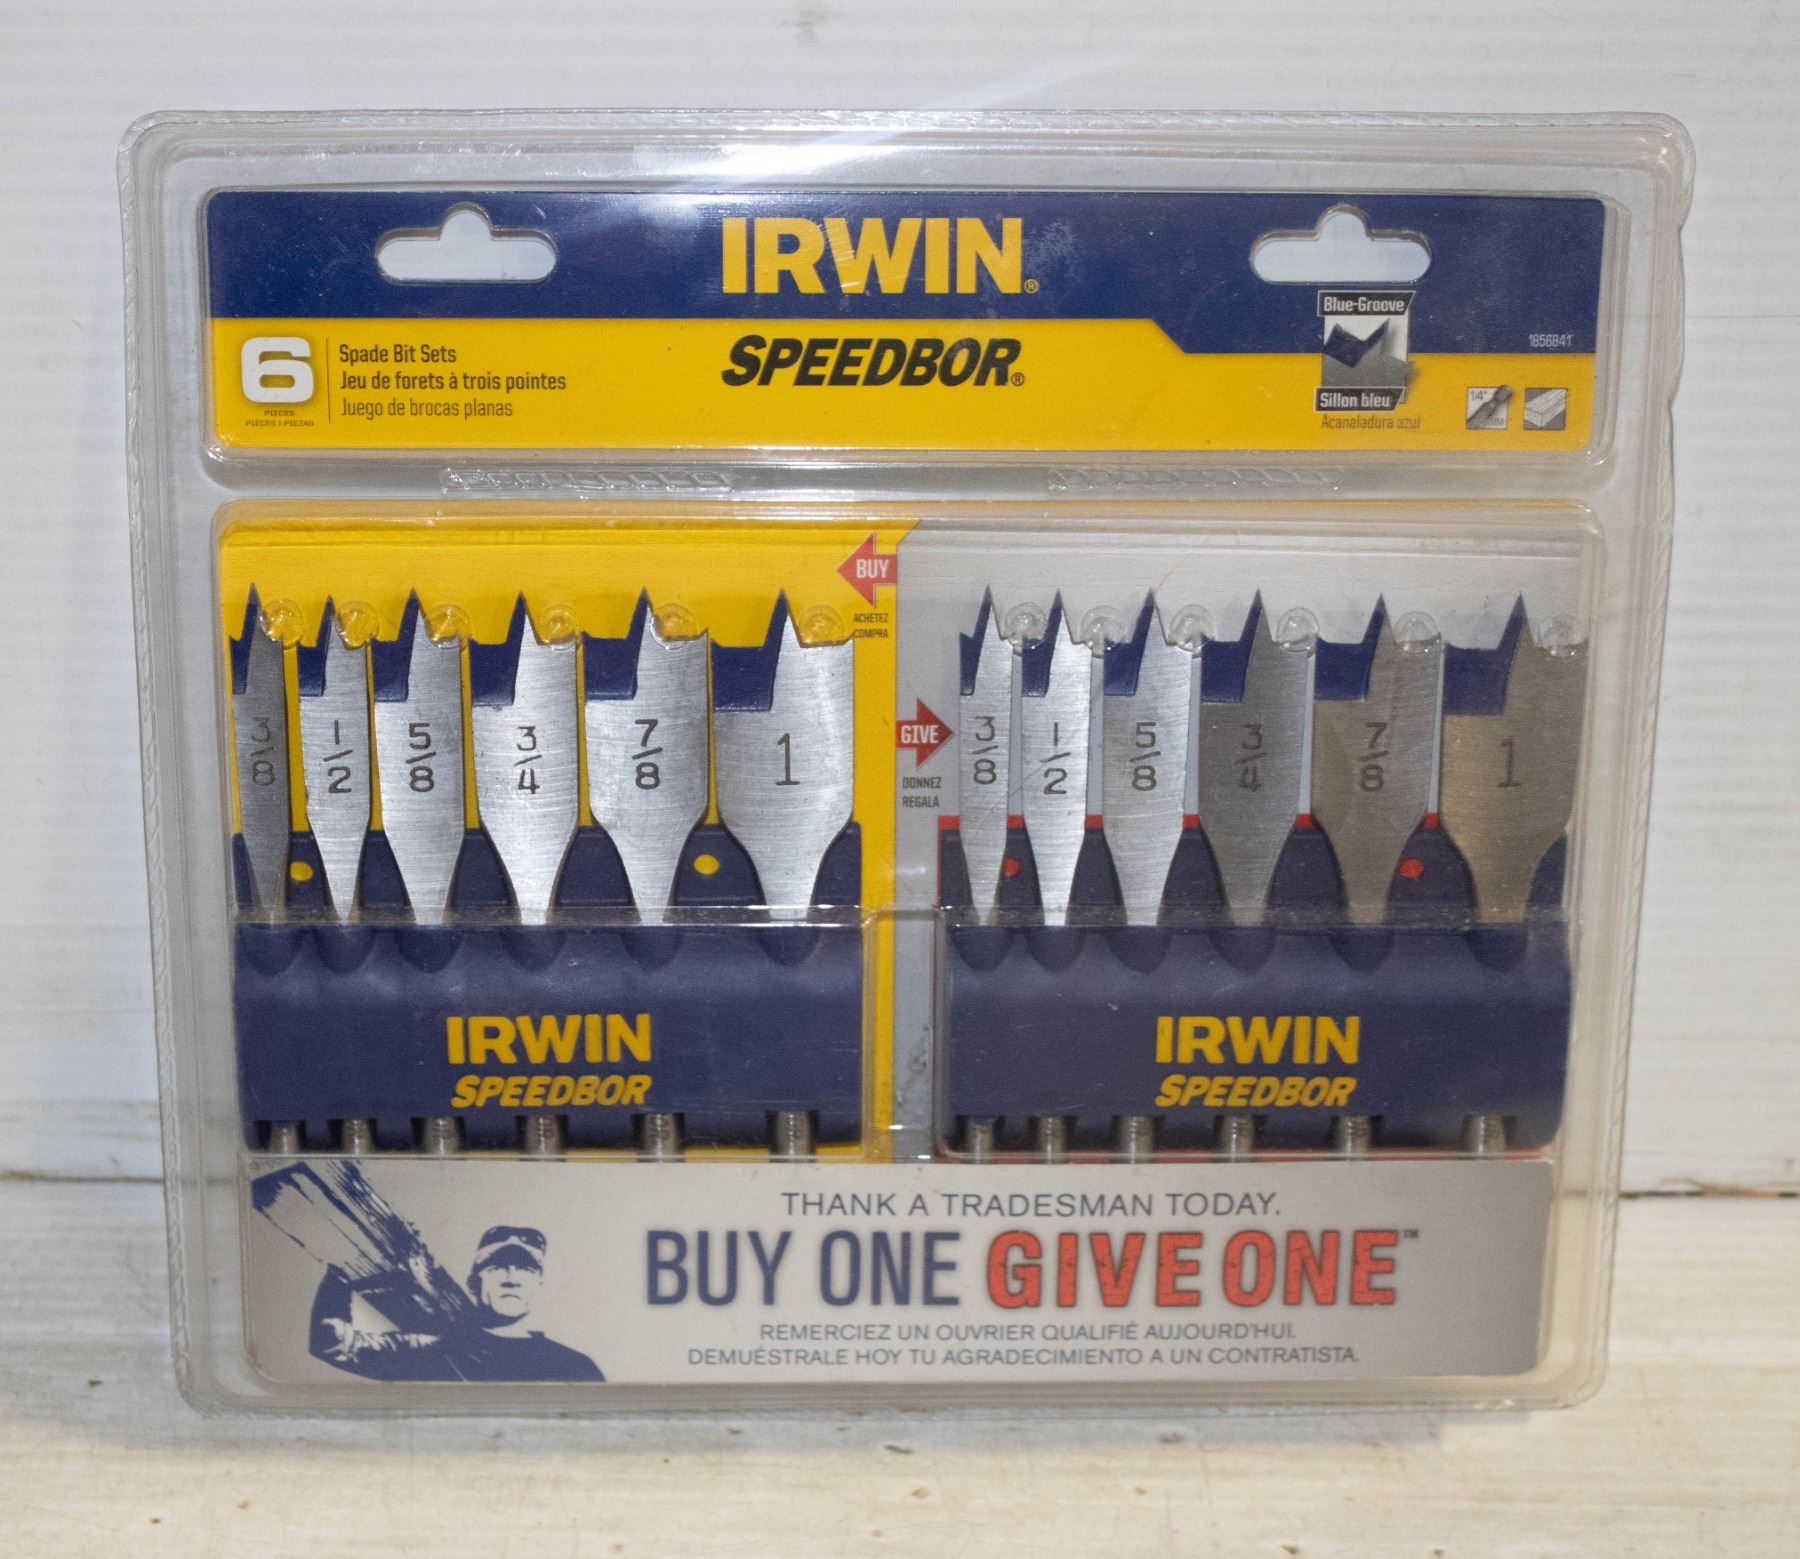 IRWIN®
SPEEDBOR®
6
PIECES
PIÈCES / PIEZAS
Spade Bit Sets
Jeu de forets à trois pointes
Juego de brocas planas
Blue-Groove
Sillon bleu
Acanaladura azul
1856841
1/4"
BUY
ACHETEZ
COMPRA
GIVE
DONNEZ
REGALA
3/8 1/2 5/8 3/4 7/8 1
3/8 1/2 5/8 3/4 7/8 1
IRWIN
SPEEDBOR
IRWIN
SPEEDBOR
THANK A TRADESMAN TODAY.
BUY ONE GIVE ONE™
REMERCIEZ UN OUVRIER QUALIFIÉ AUJOURD'HUI.
DEMUÉSTRALE HOY TU AGRADECIMIENTO A UN CONTRATISTA.